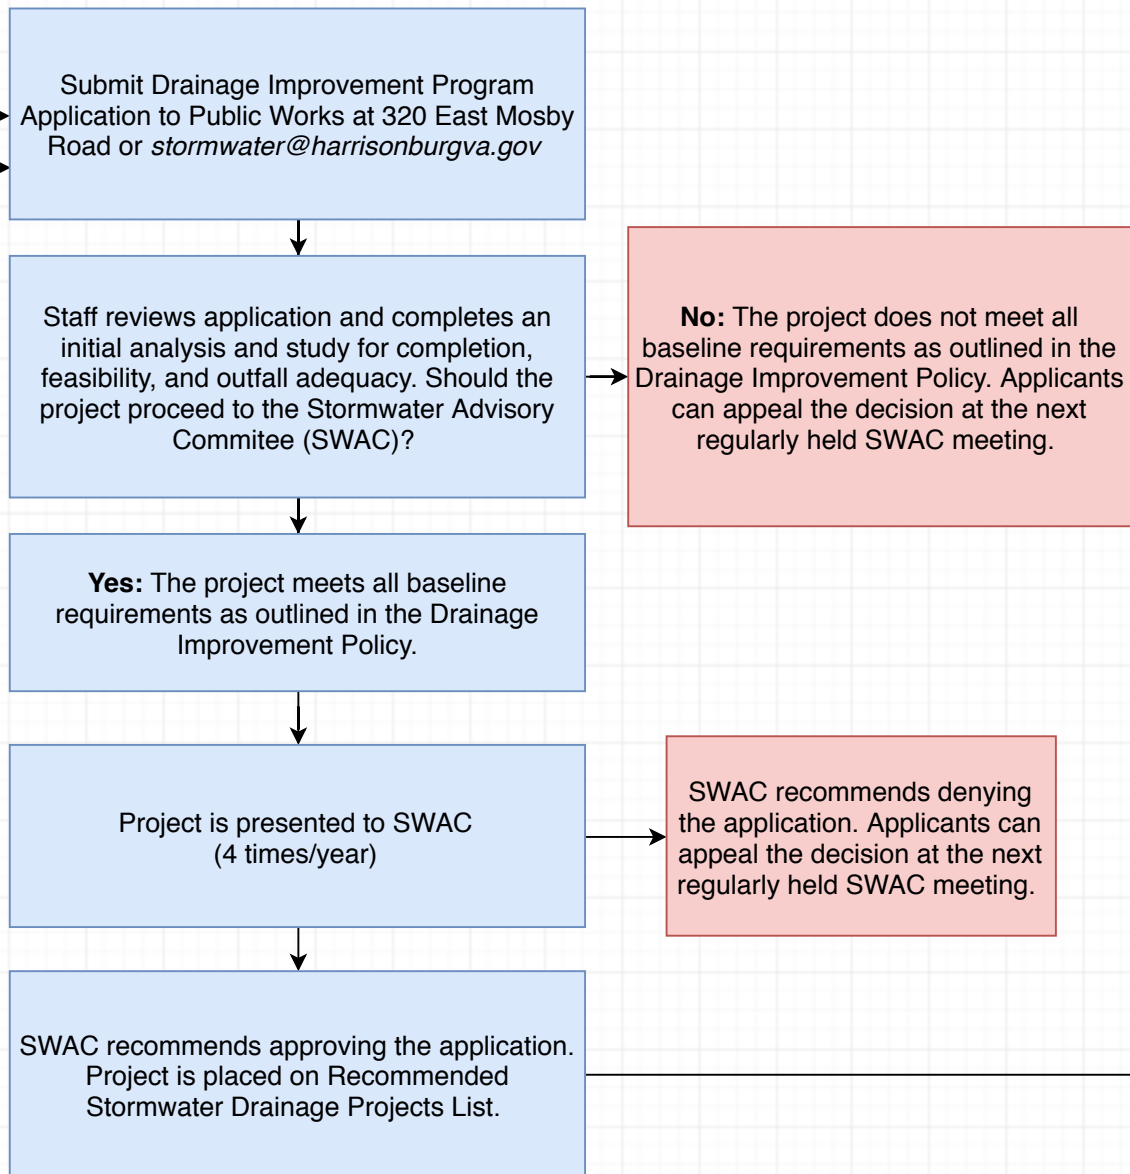 Submit Drainage Improvement Program
Application to Public Works at 320 East Mosby
Road or stormwater@harrisonburgva.gov
Staff reviews application and completes an
initial analysis and study for completion,
feasibility, and outfall adequacy. Should the
project proceed to the Stormwater Advisory
Commitee (SWAC)?
No: The project does not meet all
baseline requirements as outlined in the
Drainage Improvement Policy. Applicants
can appeal the decision at the next
regularly held SWAC meeting.
Yes: The project meets all baseline
requirements as outlined in the Drainage
Improvement Policy.
Project is presented to SWAC
(4 times/year)
SWAC recommends denying
the application. Applicants can
appeal the decision at the next
regularly held SWAC meeting.
SWAC recommends approving the application.
Project is placed on Recommended
Stormwater Drainage Projects List.